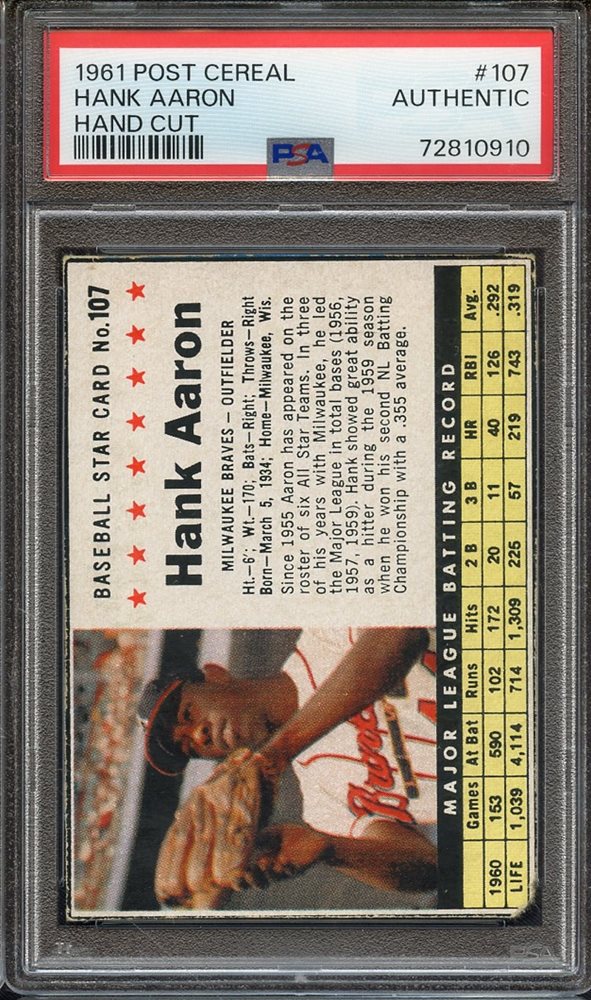 1961 POST CEREAL #107
HANK AARON AUTHENTIC
HAND CUT
PSA 72810910
BASEBALL STAR CARD No. 107
Hank Aaron
MILWAUKEE BRAVES — OUTFIELDER
Ht.—6'; Wt.—170; Bats—Right; Throws—Right
Born—March 5, 1934; Home—Milwaukee, Wis.
Since 1955 Aaron has appeared on the
roster of six All Star Teams. In three
of his years with Milwaukee, he led
the Major League in total bases (1956,
1957, 1959). Hank showed great ability
as a hitter during the 1959 season
when he won his second NL Batting
Championship with a .355 average.
Braves
MAJOR LEAGUE BATTING RECORD
Games At Bat Runs Hits 2 B 3 B HR RBI Avg.
1960 153 590 102 172 20 11 40 126 .292
LIFE 1,039 4,114 714 1,309 225 57 219 743 .319
PSA